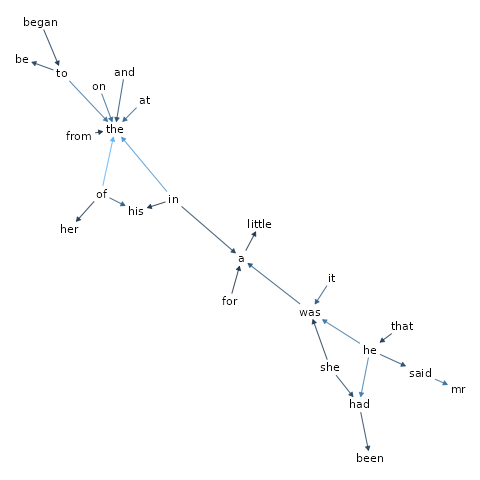 began
be
to
on
and
at
from
the
of
in
his
her
little
a
for
it
was
that
he
she
said
mr
had
been